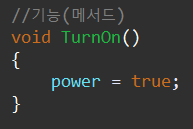 //기능(메서드)
void TurnOn()
{
    power = true;
}